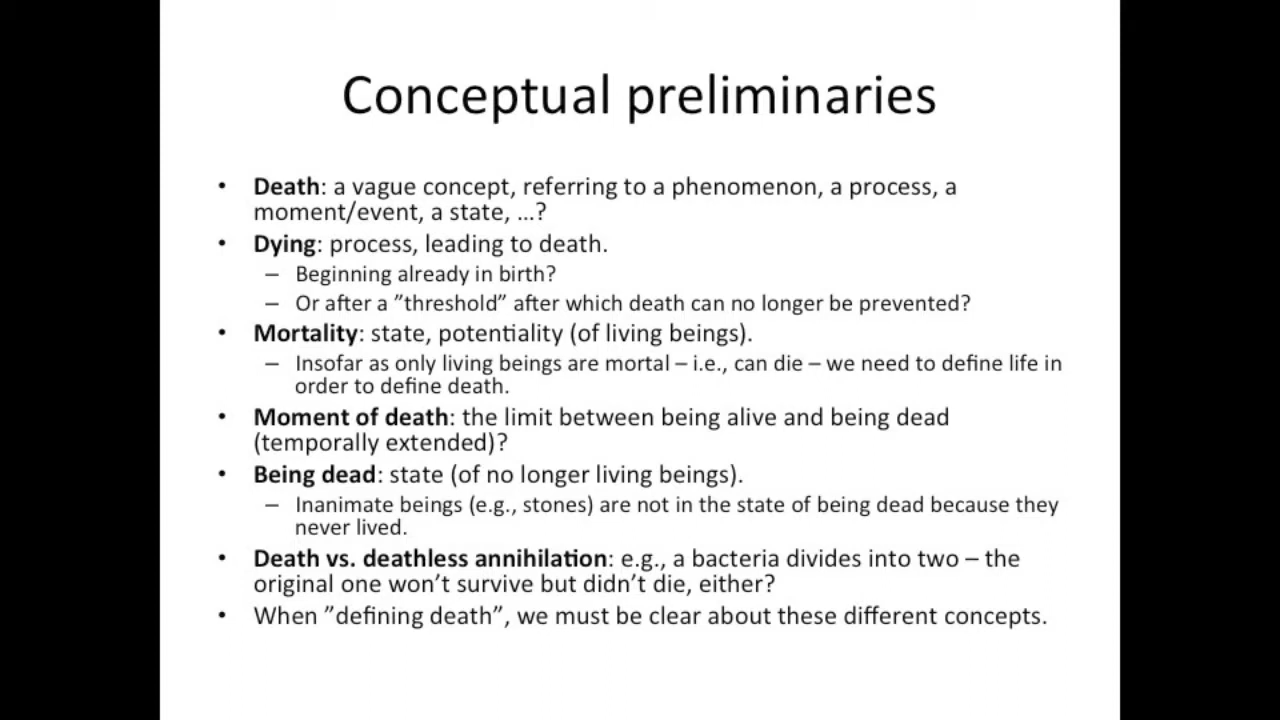 Conceptual preliminaries
• Death: a vague concept, referring to a phenomenon, a process, a
moment/event, a state, ...?
• Dying: process, leading to death.
– Beginning already in birth?
– Or after a ”threshold” after which death can no longer be prevented?
• Mortality: state, potentiality (of living beings).
– Insofar as only living beings are mortal – i.e., can die – we need to define life in
order to define death.
• Moment of death: the limit between being alive and being dead
(temporally extended)?
• Being dead: state (of no longer living beings).
– Inanimate beings (e.g., stones) are not in the state of being dead because they
never lived.
• Death vs. deathless annihilation: e.g., a bacteria divides into two – the
original one won’t survive but didn’t die, either?
• When ”defining death”, we must be clear about these different concepts.